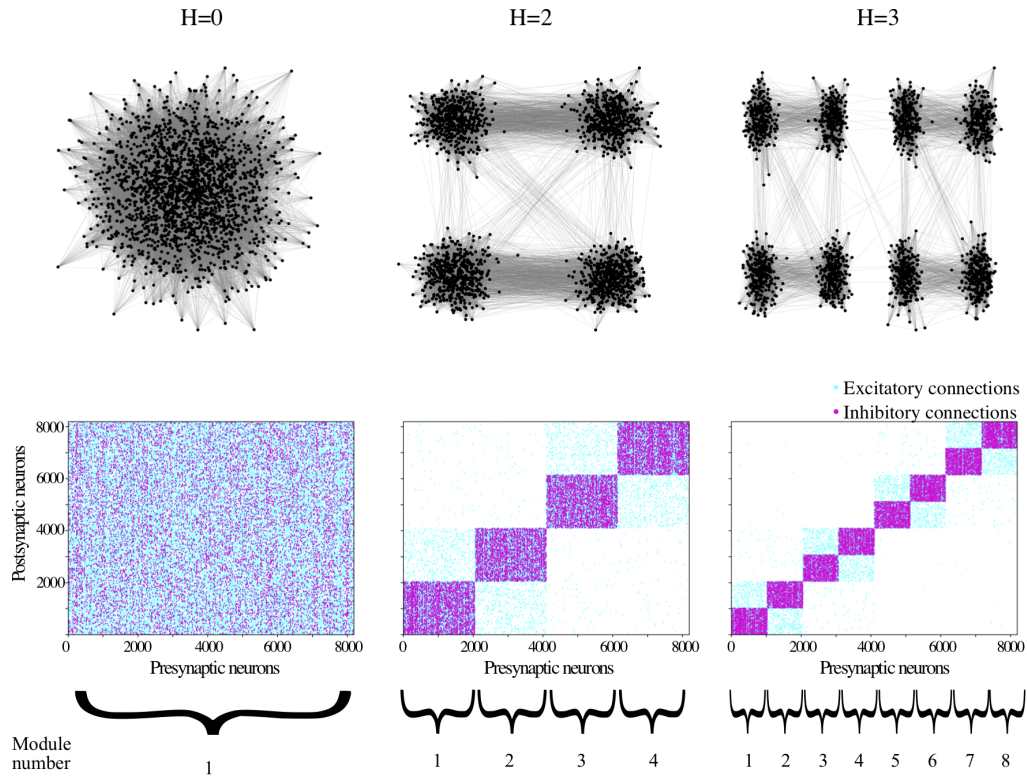 H=0 H=2 H=3
Excitatory connections
Inhibitory connections
Postsynaptic neurons
8000
6000
4000
2000
0 2000 4000 6000 8000
0 2000 4000 6000 8000
0 2000 4000 6000 8000
Presynaptic neurons Presynaptic neurons Presynaptic neurons
Module
number
1
1 2 3 4
1 2 3 4 5 6 7 8